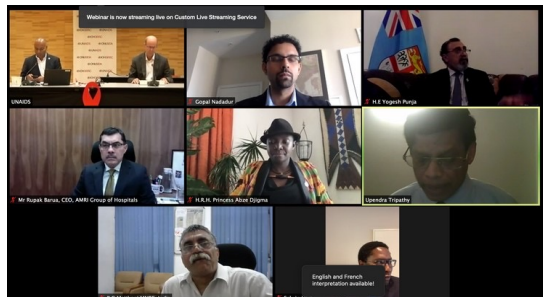 Webinar is now streaming live on Custom Live Streaming Service
UNAIDS
Gopal Nadadur
H.E Yogesh Punja
Mr Rupak Barua, CEO, AMRI Group of Hospitals
H.R.H. Princess Abze Djigma
Upendra Tripathy
English and French
interpretation available!